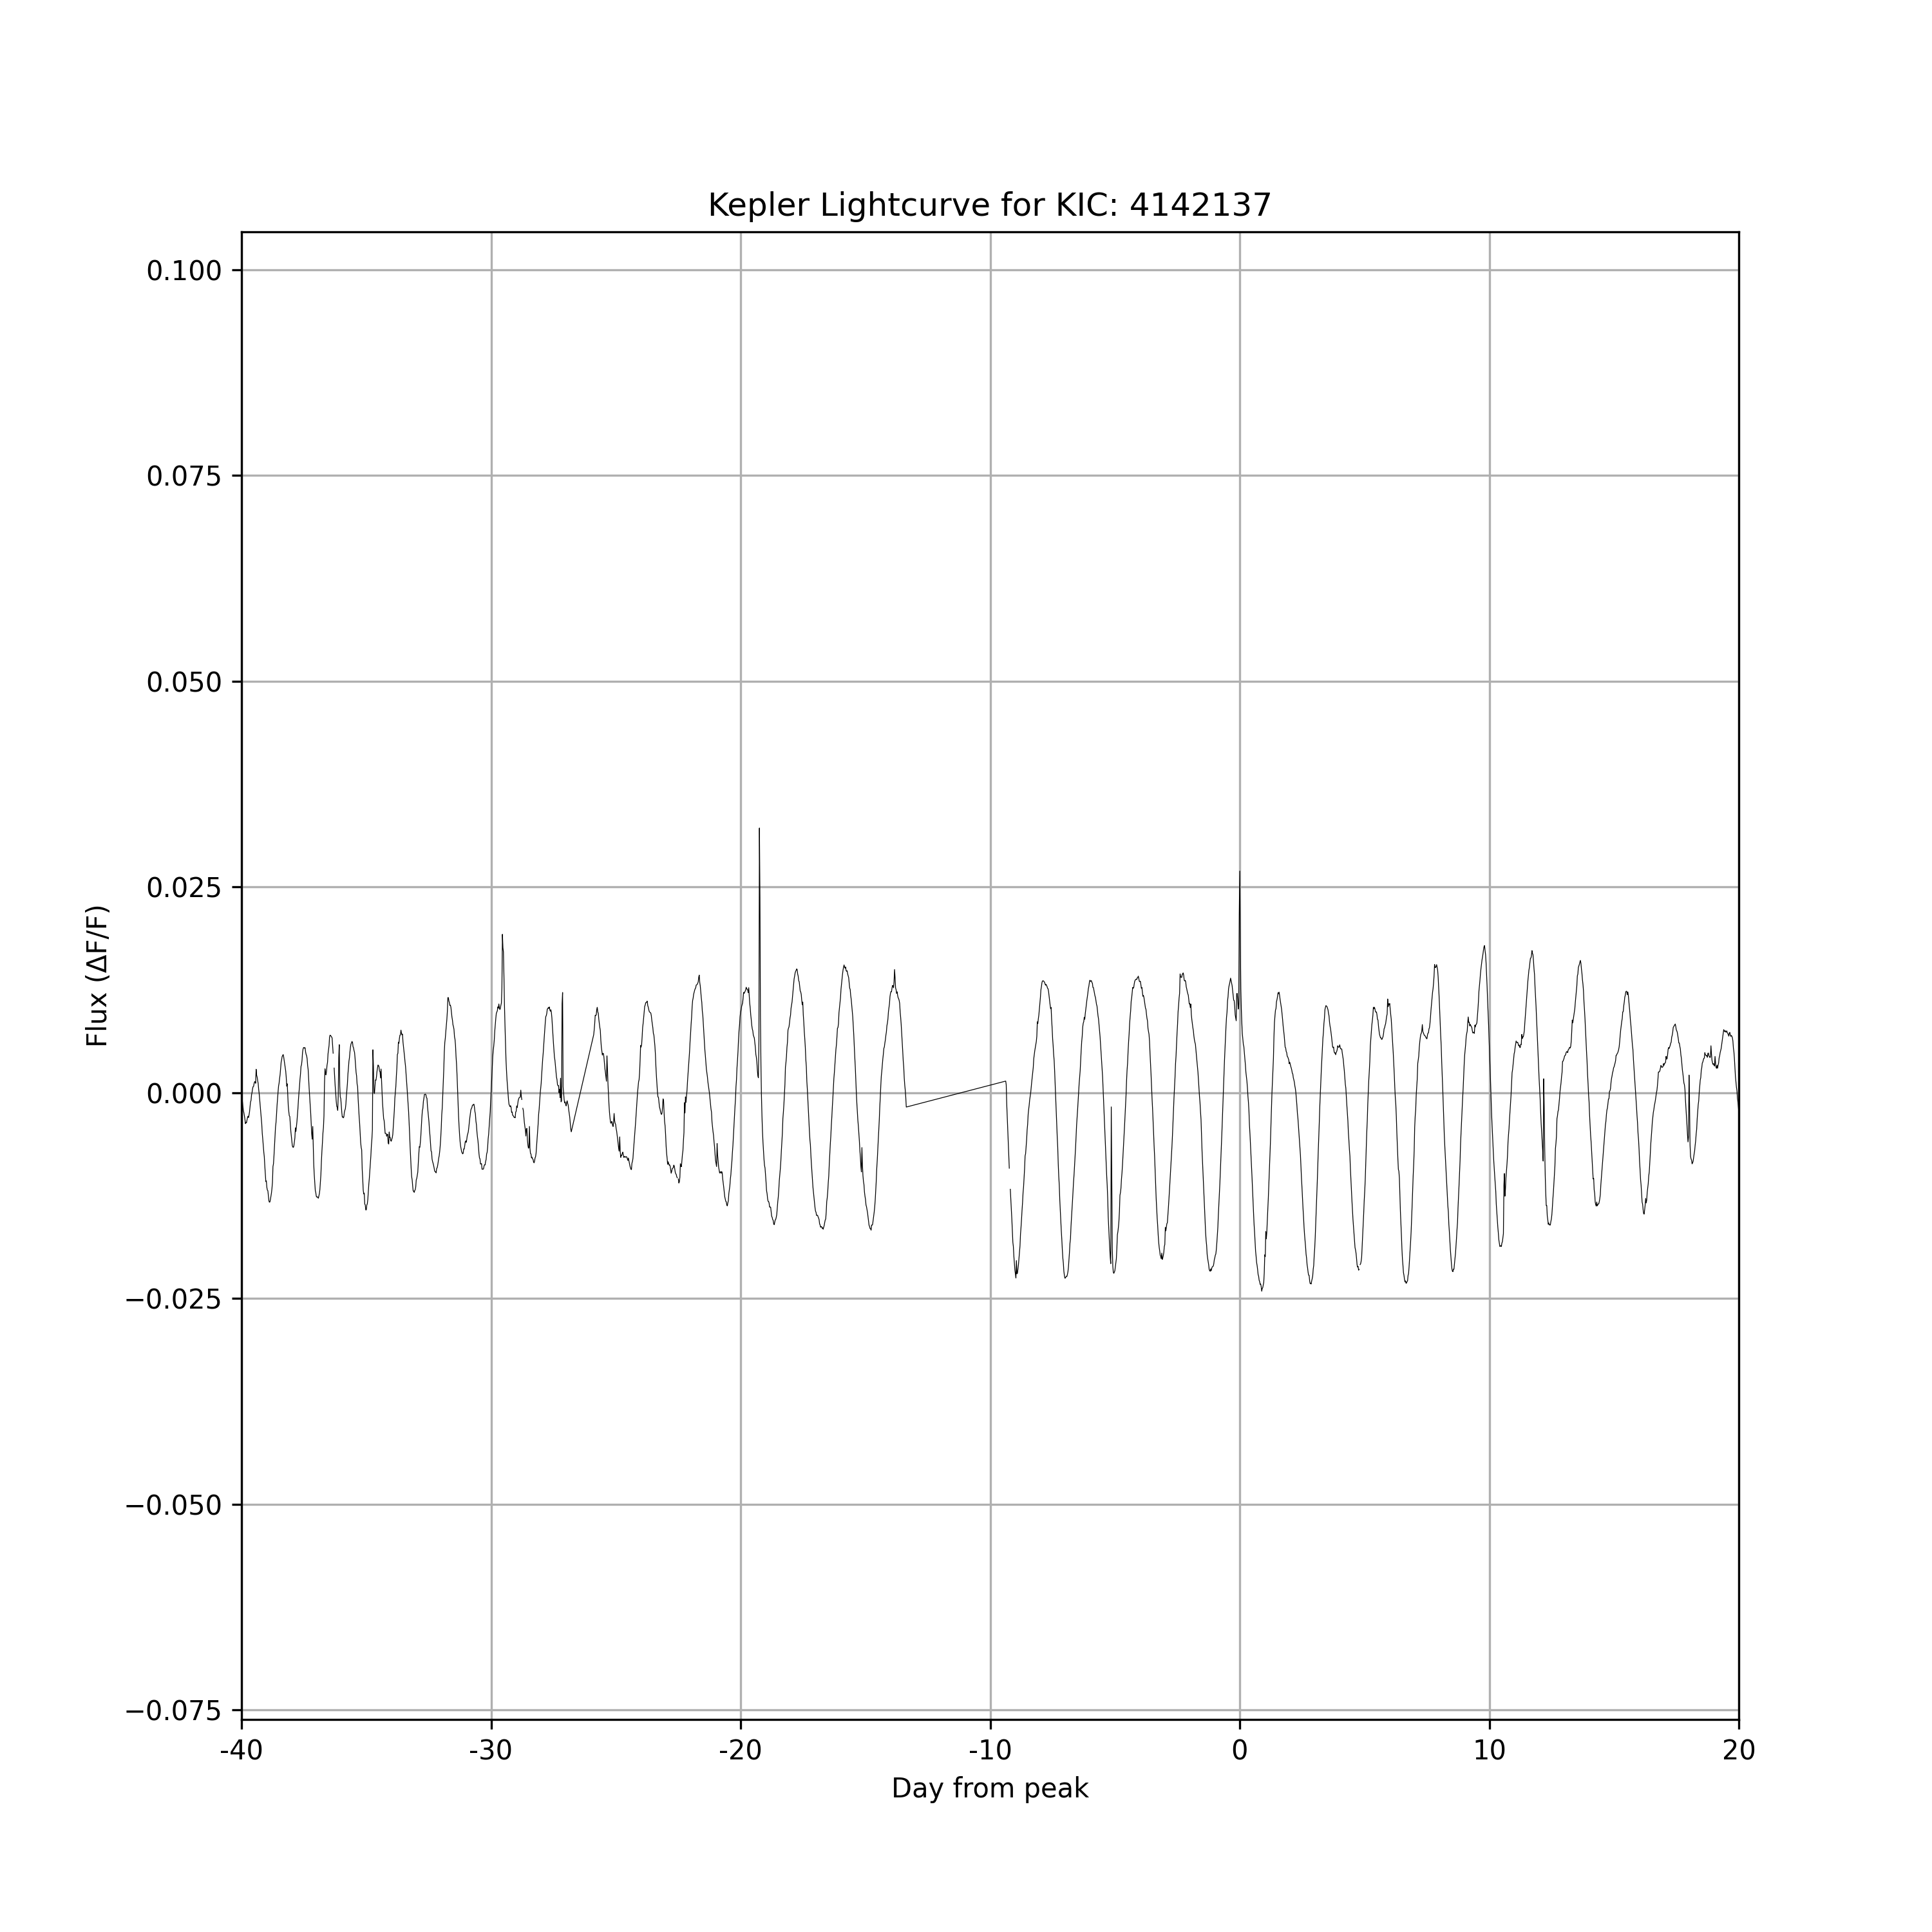 Kepler Lightcurve for KIC: 4142137
0.100
0.075
0.050
0.025
0.000
−0.025
−0.050
−0.075
Flux (ΔF/F)
-40 -30 -20 -10 0 10 20
Day from peak